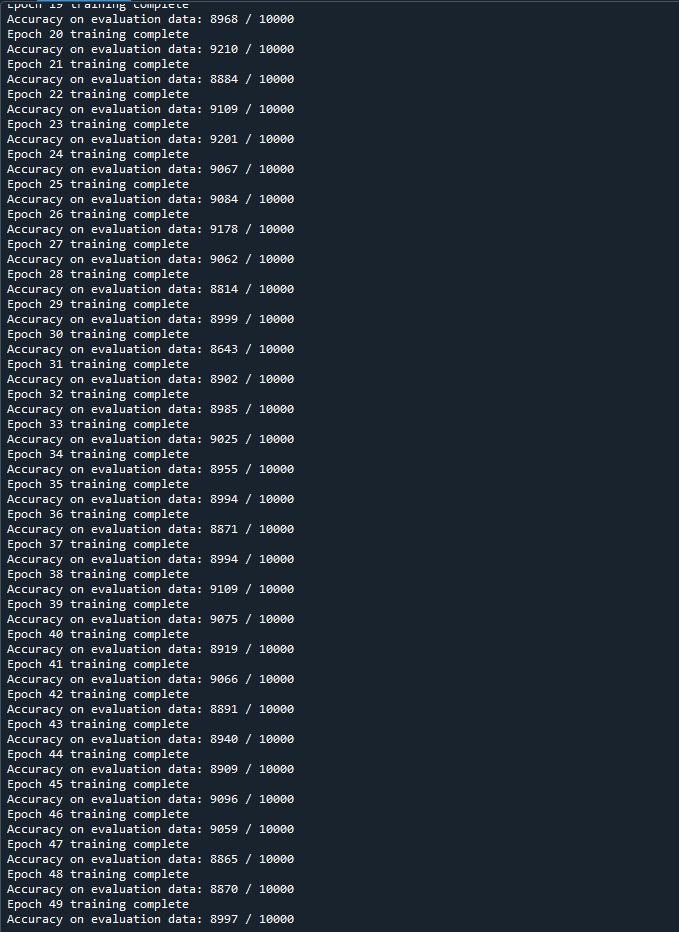 Epoch 19 training complete
Accuracy on evaluation data: 8968 / 10000
Epoch 20 training complete
Accuracy on evaluation data: 9210 / 10000
Epoch 21 training complete
Accuracy on evaluation data: 8884 / 10000
Epoch 22 training complete
Accuracy on evaluation data: 9109 / 10000
Epoch 23 training complete
Accuracy on evaluation data: 9201 / 10000
Epoch 24 training complete
Accuracy on evaluation data: 9067 / 10000
Epoch 25 training complete
Accuracy on evaluation data: 9084 / 10000
Epoch 26 training complete
Accuracy on evaluation data: 9178 / 10000
Epoch 27 training complete
Accuracy on evaluation data: 9062 / 10000
Epoch 28 training complete
Accuracy on evaluation data: 8814 / 10000
Epoch 29 training complete
Accuracy on evaluation data: 8999 / 10000
Epoch 30 training complete
Accuracy on evaluation data: 8643 / 10000
Epoch 31 training complete
Accuracy on evaluation data: 8902 / 10000
Epoch 32 training complete
Accuracy on evaluation data: 8985 / 10000
Epoch 33 training complete
Accuracy on evaluation data: 9025 / 10000
Epoch 34 training complete
Accuracy on evaluation data: 8955 / 10000
Epoch 35 training complete
Accuracy on evaluation data: 8994 / 10000
Epoch 36 training complete
Accuracy on evaluation data: 8871 / 10000
Epoch 37 training complete
Accuracy on evaluation data: 8994 / 10000
Epoch 38 training complete
Accuracy on evaluation data: 9109 / 10000
Epoch 39 training complete
Accuracy on evaluation data: 9075 / 10000
Epoch 40 training complete
Accuracy on evaluation data: 8919 / 10000
Epoch 41 training complete
Accuracy on evaluation data: 9066 / 10000
Epoch 42 training complete
Accuracy on evaluation data: 8891 / 10000
Epoch 43 training complete
Accuracy on evaluation data: 8940 / 10000
Epoch 44 training complete
Accuracy on evaluation data: 8909 / 10000
Epoch 45 training complete
Accuracy on evaluation data: 9096 / 10000
Epoch 46 training complete
Accuracy on evaluation data: 9059 / 10000
Epoch 47 training complete
Accuracy on evaluation data: 8865 / 10000
Epoch 48 training complete
Accuracy on evaluation data: 8870 / 10000
Epoch 49 training complete
Accuracy on evaluation data: 8997 / 10000